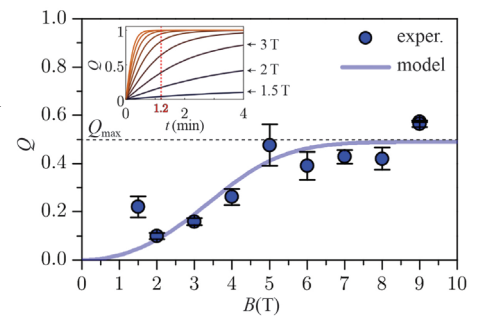 1.0
0.8
0.6
0.4
0.2
0.0
Q
Q max
exper.
model
1
0.5
0
Q
3 T
2 T
1.5 T
0 1.2 2 4
t (min)
0 1 2 3 4 5 6 7 8 9 10
B(T)